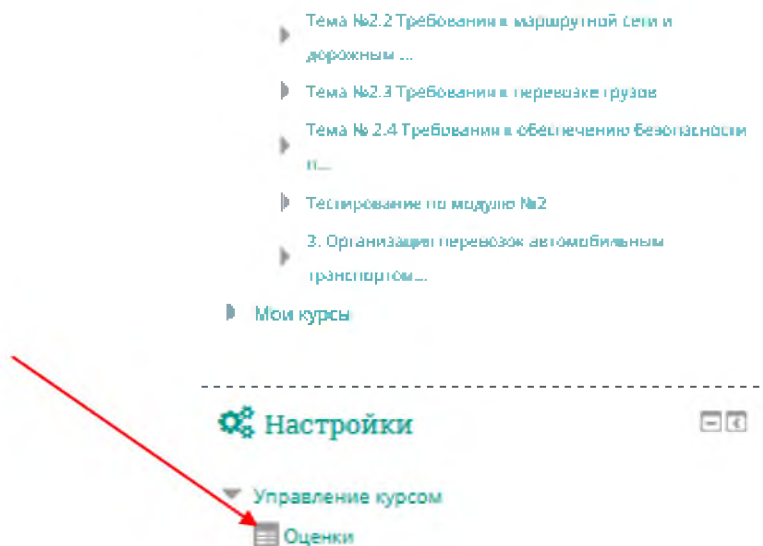 Тема №2.2 Требования к маршрутной сети и
дорожным ...
Тема №2.3 Требования к перевозке грузов
Тема № 2.4 Требования к обеспечению безопасности
п...
Тестирование по модулю №2
3. Организация перевозок автомобильным
транспортом...
Мои курсы
Настройки
Управление курсом
Оценки